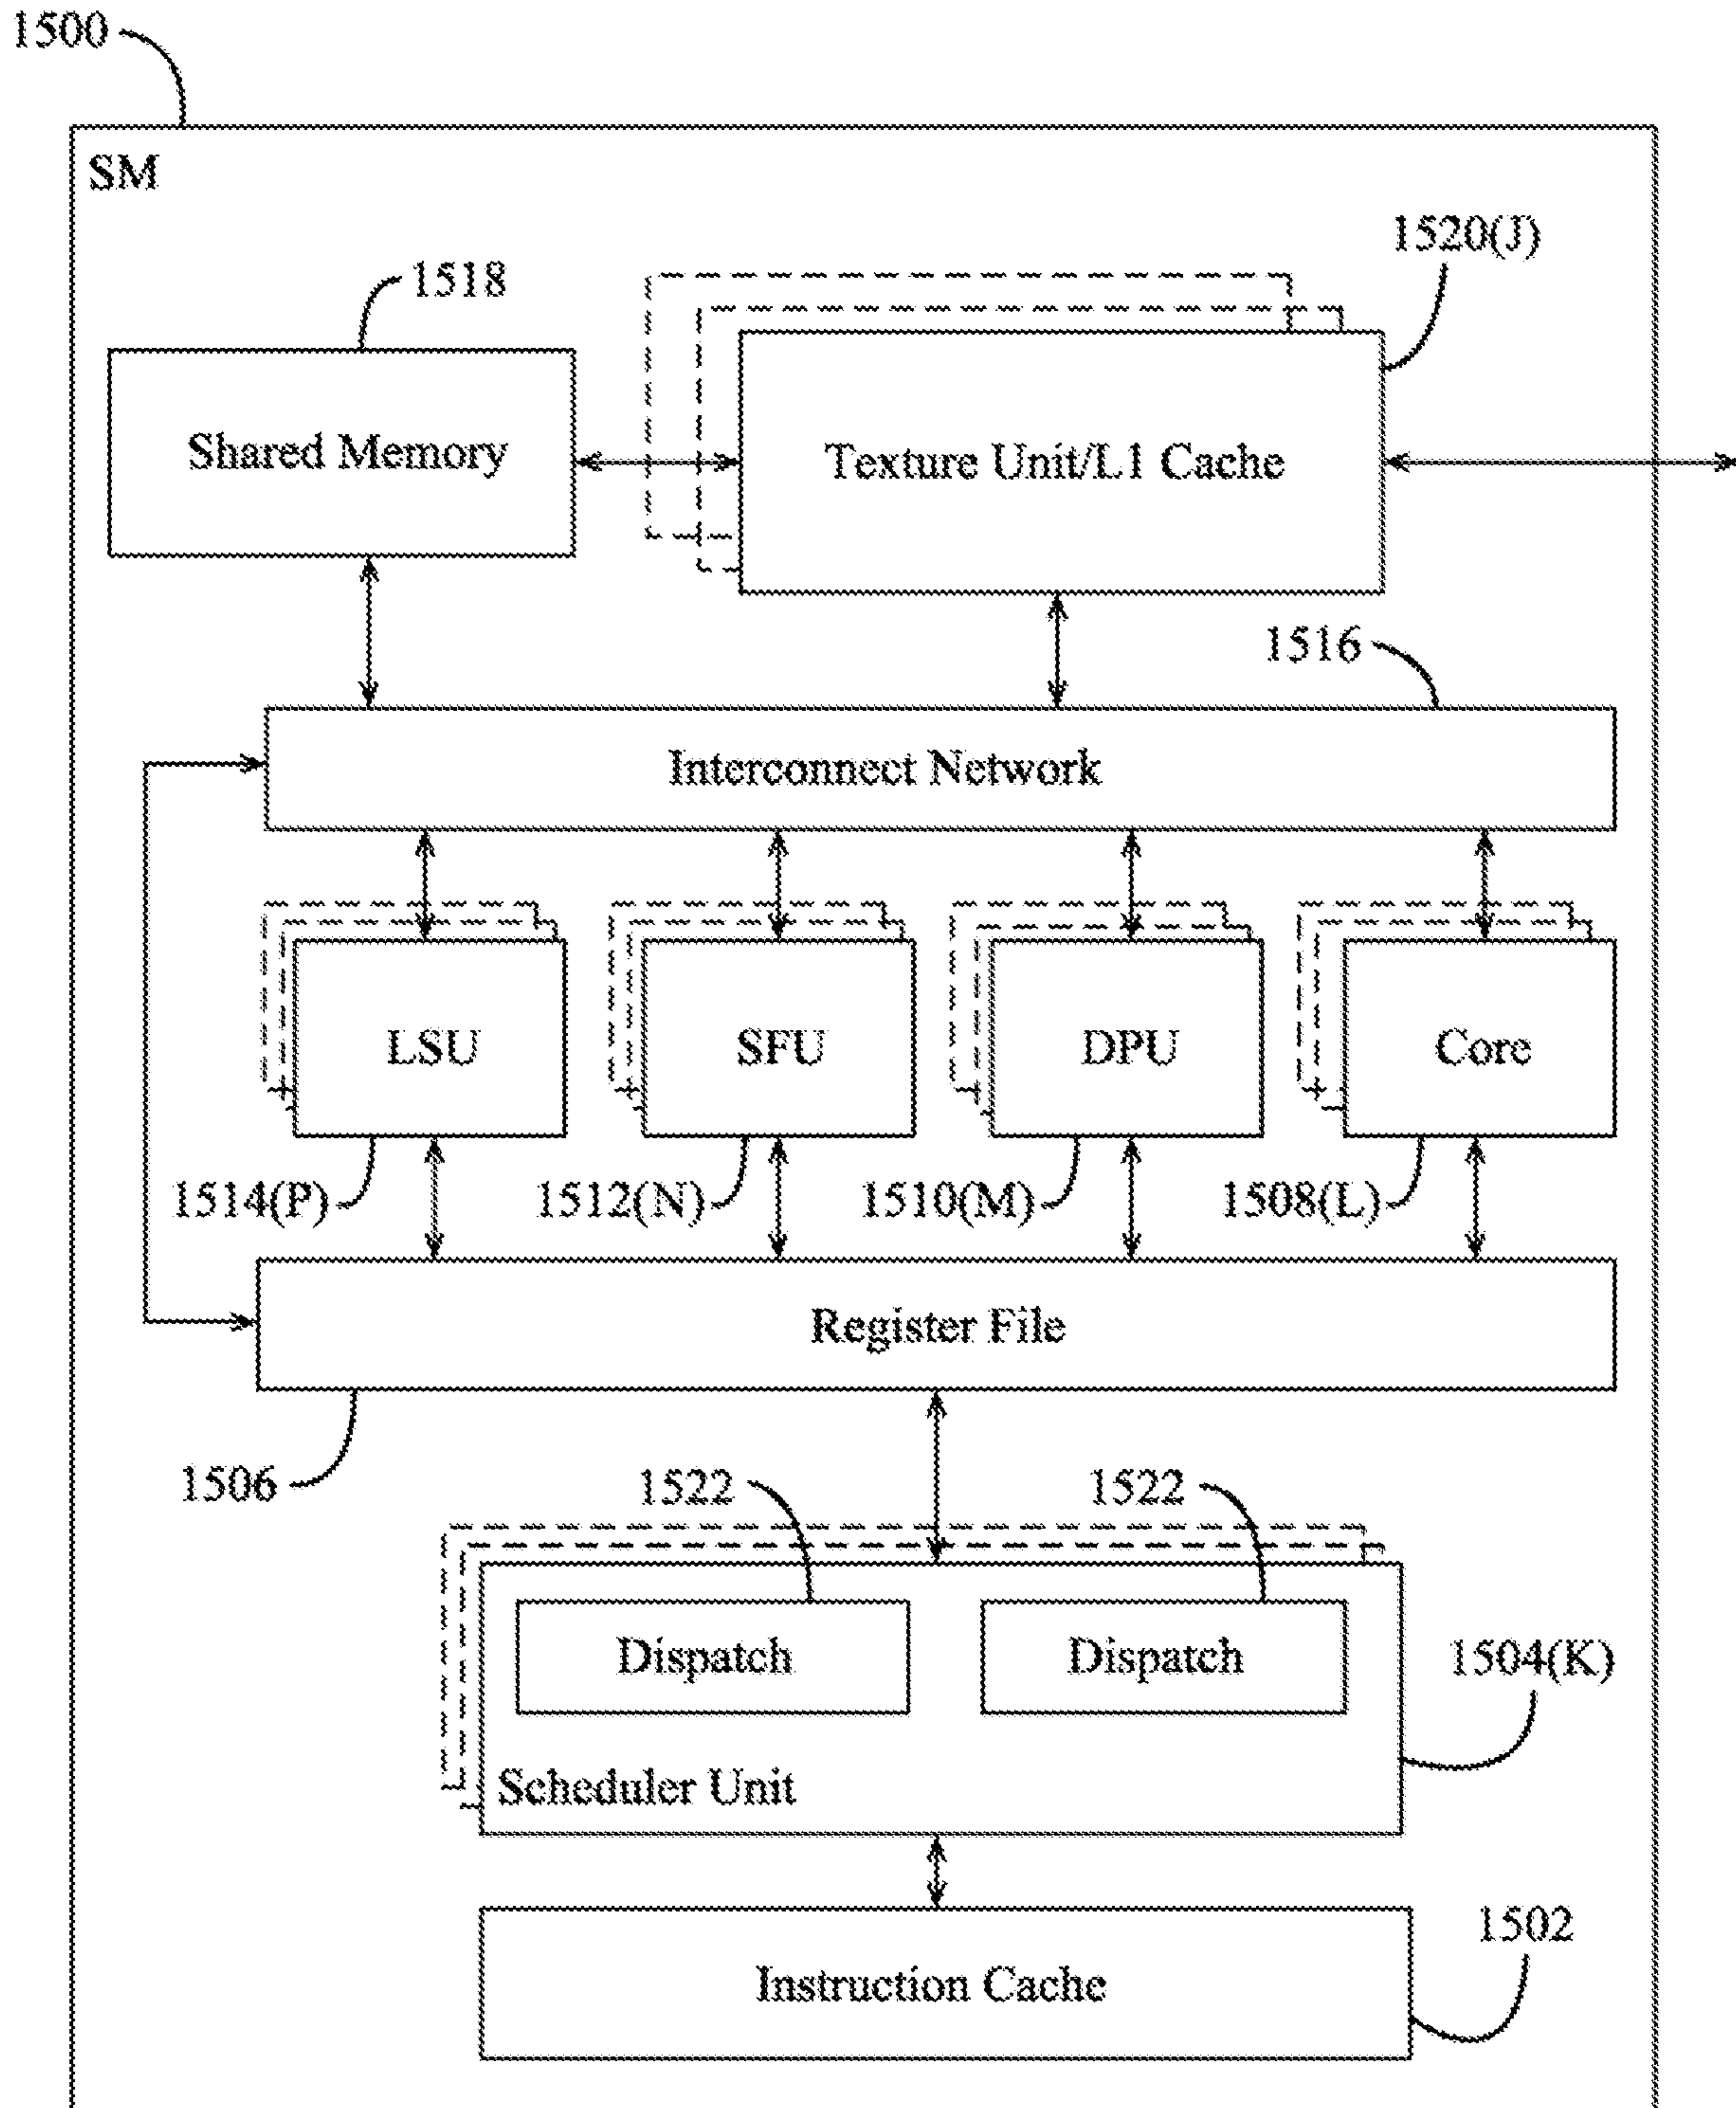 1500
SM
1520(J)
1518
Shared Memory
Texture Unit/L1 Cache
1516
Interconnect Network
LSU
SFU
DPU
Core
1514(P)
1512(N)
1510(M)
1508(L)
Register File
1506
1522
1522
Dispatch
Dispatch
1504(K)
Scheduler Unit
1502
Instruction Cache